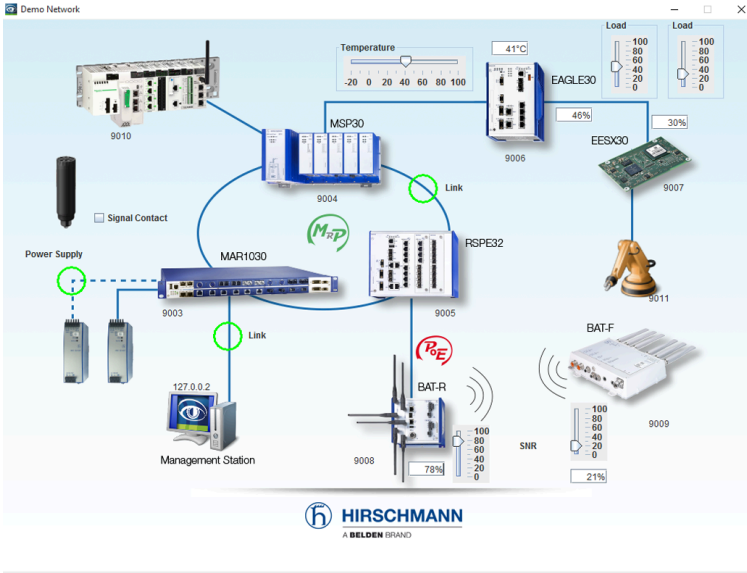 Demo Network
Load
Load
Temperature
41°C
100
80
60
40
20
0
100
80
60
40
20
0
-20 0 20 40 60 80 100
EAGLE30
46%
30%
9010
MSP30
9006
EESX30
9004
Link
9007
Signal Contact
MRP
Power Supply
MAR1030
RSPE32
9003
9005
9011
Link
PoE
BAT-F
127.0.0.2
BAT-R
9009
Management Station
9008
78%
100
80
60
40
20
0
SNR
100
80
60
40
20
0
21%
HIRSCHMANN
A BELDEN BRAND